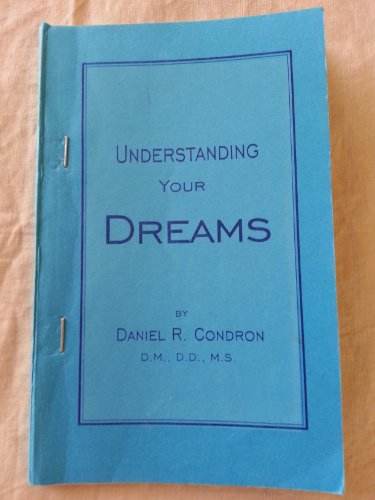 UNDERSTANDING
YOUR
DREAMS
BY
DANIEL R. CONDRON
D.M., D.D., M.S.